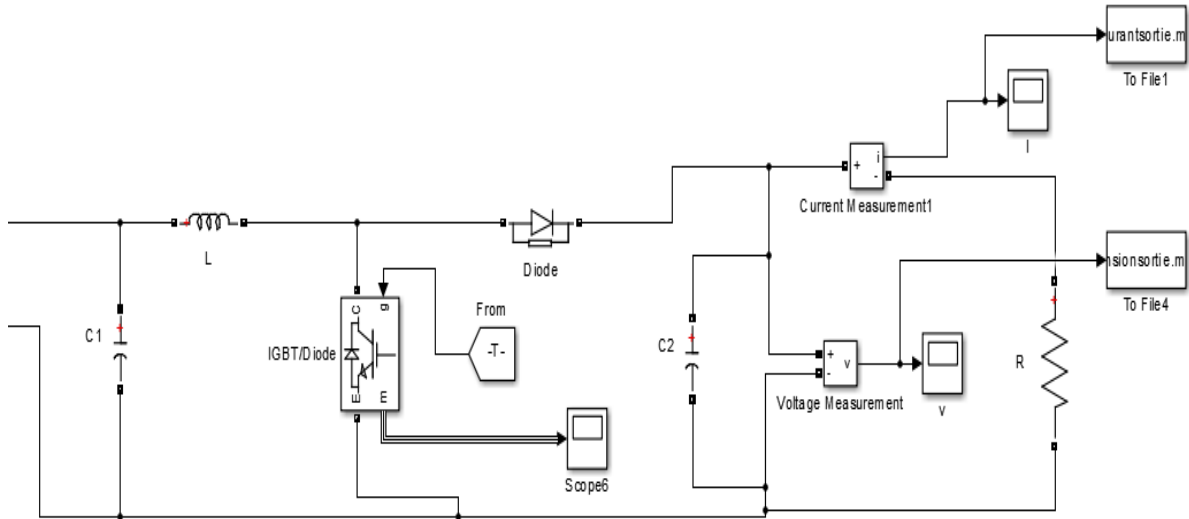 urantsortie.m
To File1
I
+
i
-
Current Measurement1
L
Diode
nsionsortie.m
To File4
From
-T-
g
C
IGBT/Diode
E
m
C1
+
C2
+
+
v
-
Voltage Measurement
v
R
+
Scope6